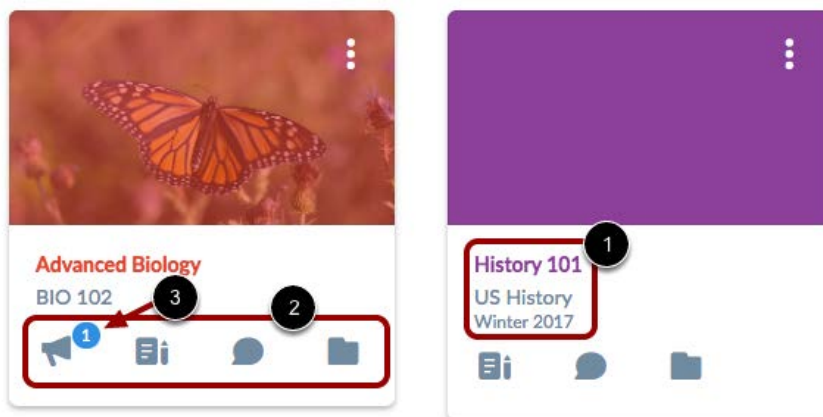 Advanced Biology
BIO 102
3
2
1
History 101
US History
Winter 2017
1